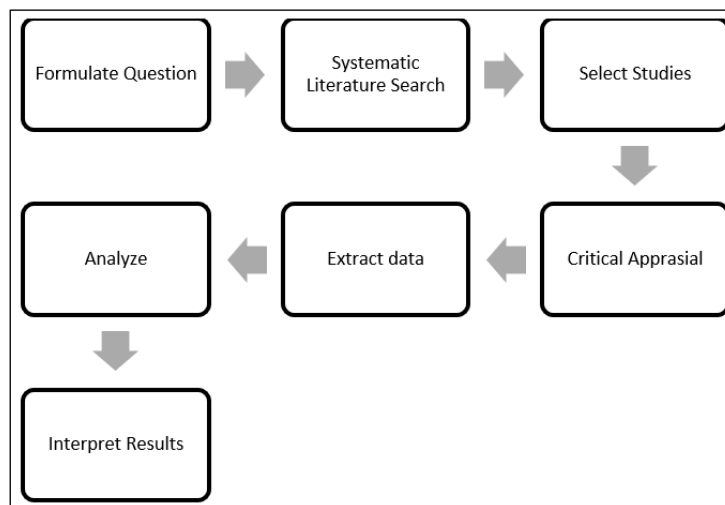 Formulate Question
Systematic
Literature Search
Select Studies
Critical Apprasial
Extract data
Analyze
Interpret Results